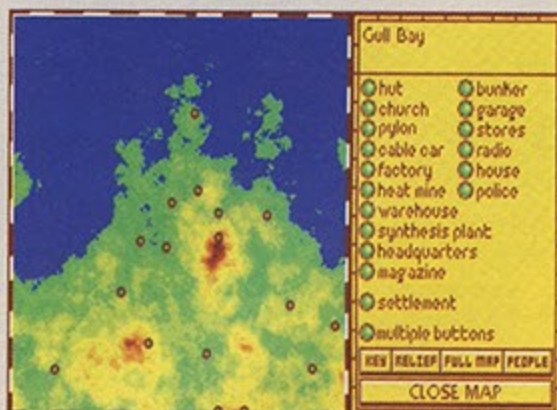 Gull Bay
hut
bunker
church
garage
pylon
stores
cable car
radio
factory
house
heat mine
police
warehouse
synthesis plant
headquarters
magazine
settlement
multiple buttons
KEY RELIEF FULL MAP PEOPLE
CLOSE MAP